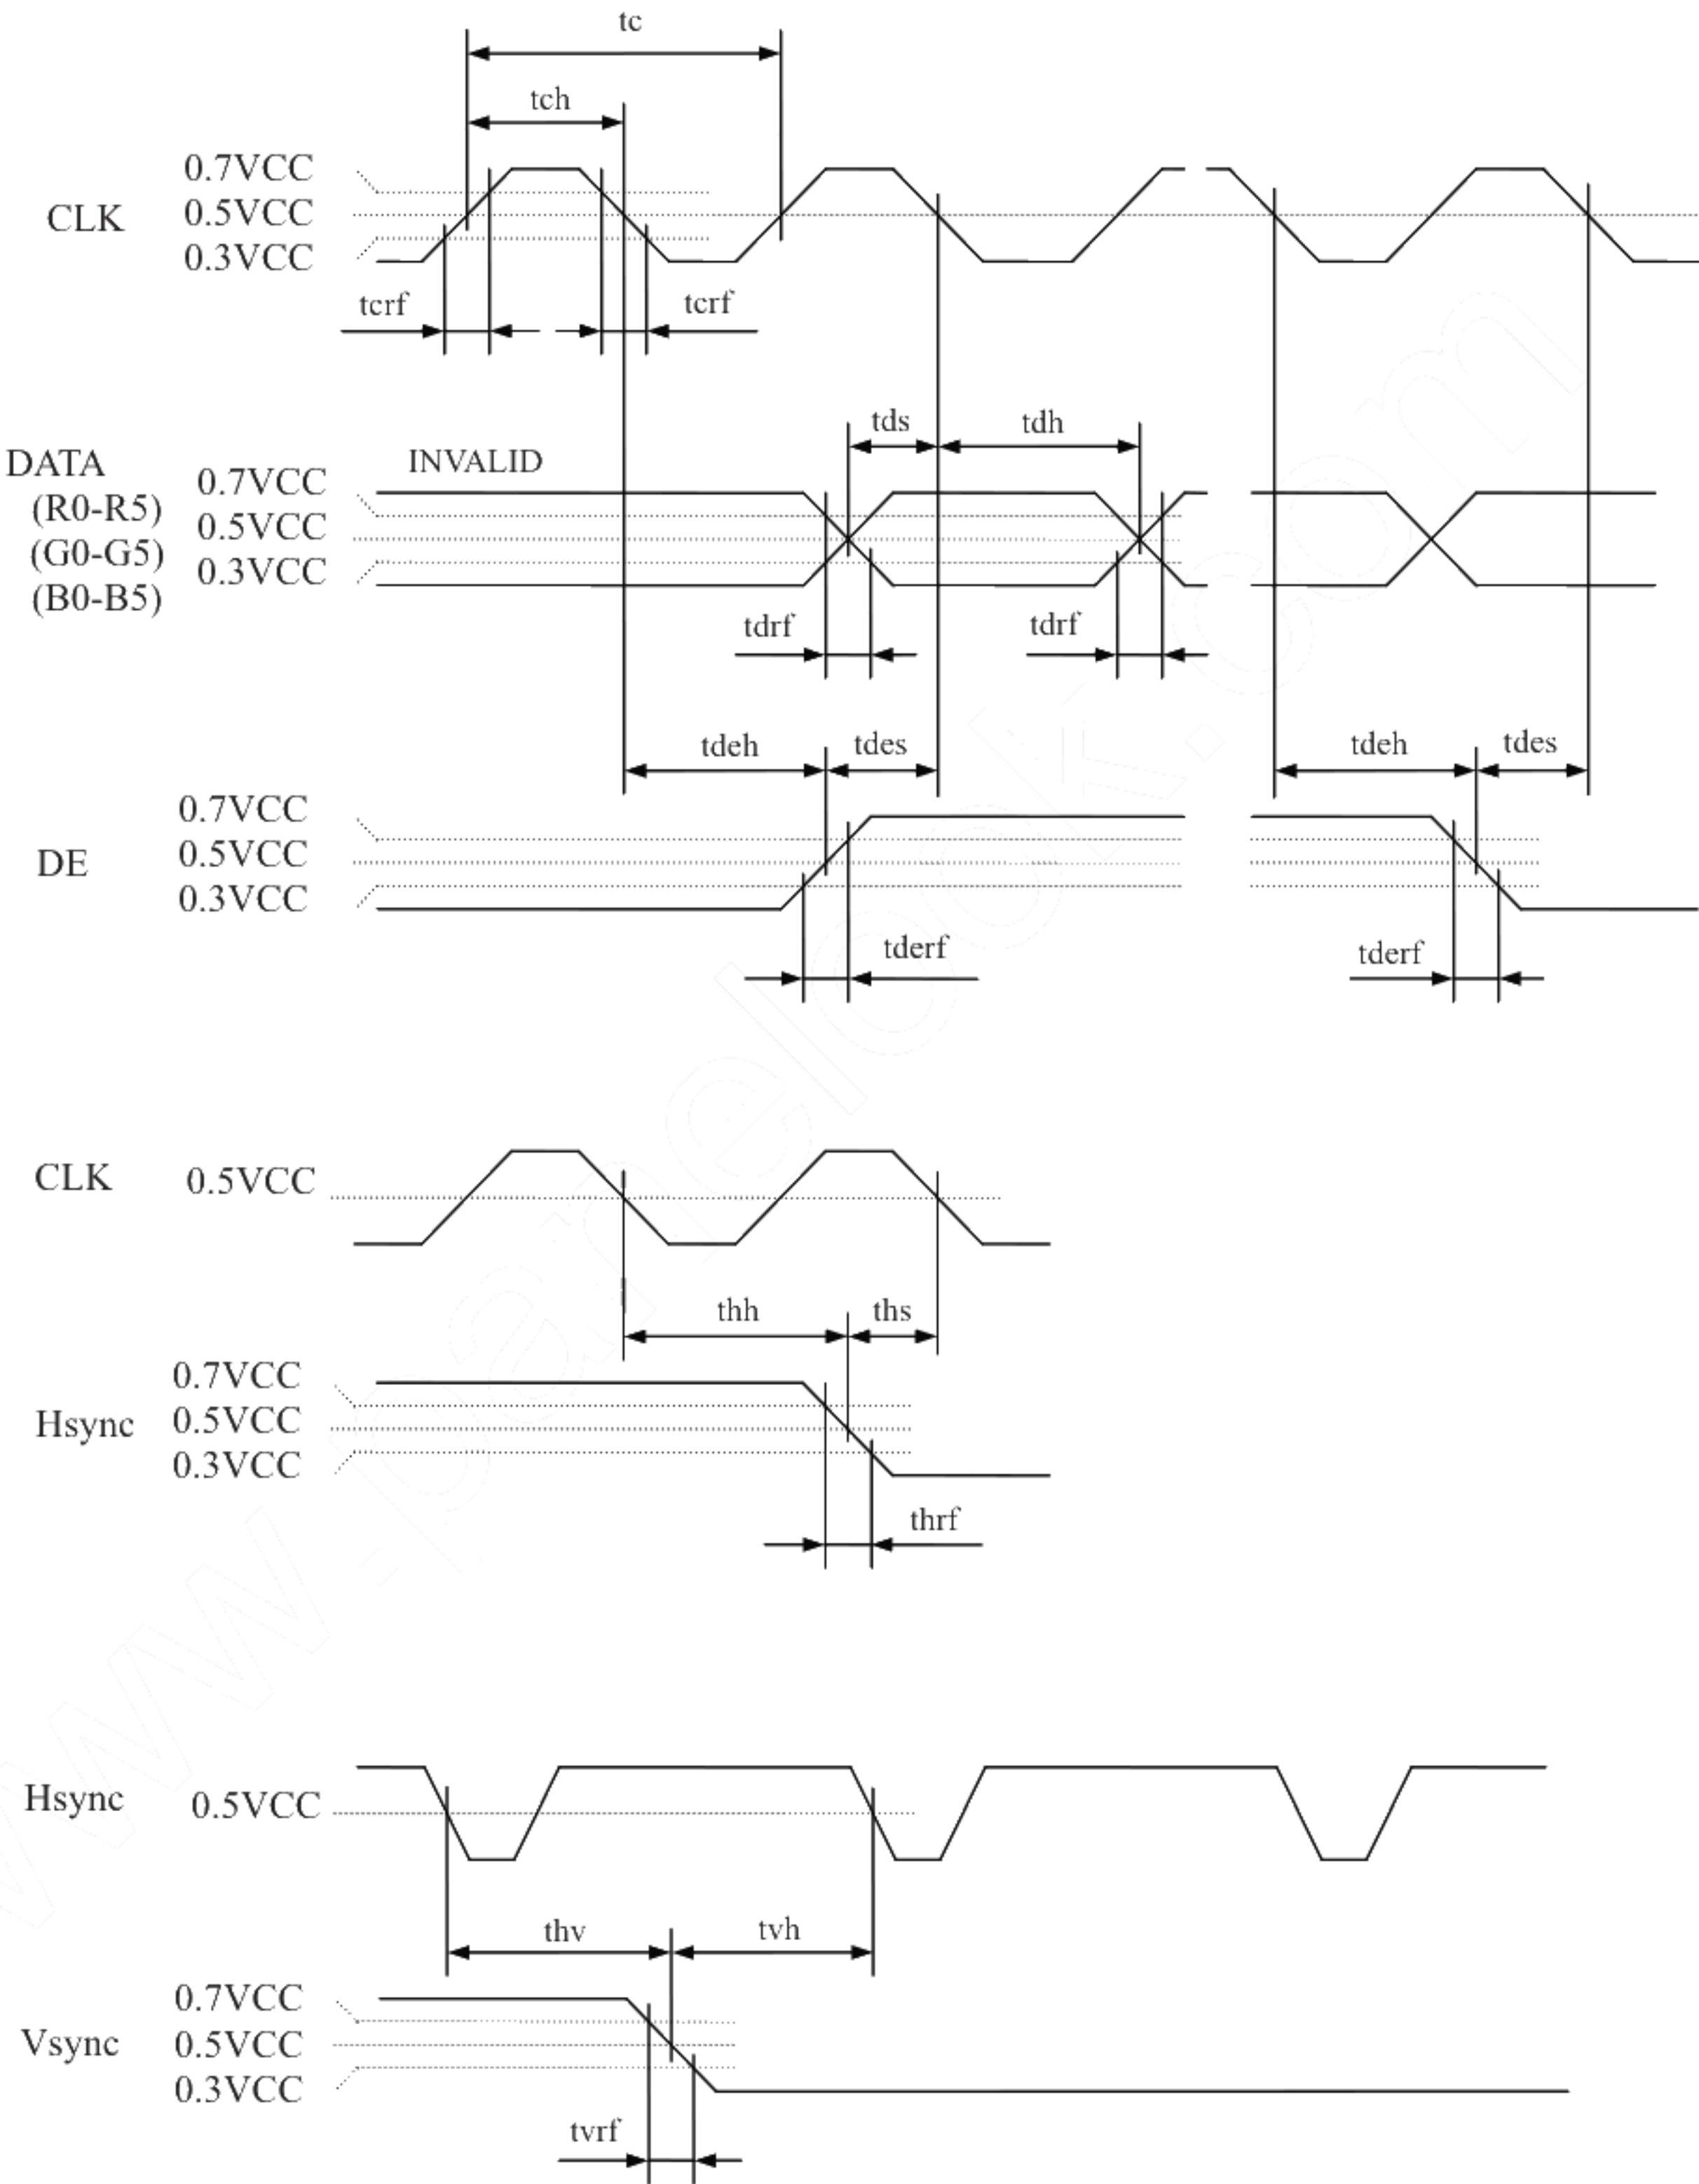 tc
tch
0.7VCC
CLK 0.5VCC
0.3VCC
tcrf tcrf
tds tdh
DATA INVALID
0.7VCC
(R0-R5)
0.5VCC
(G0-G5)
0.3VCC
(B0-B5)
tdrf tdrf
tdeh tdes tdeh tdes
0.7VCC
DE 0.5VCC
0.3VCC
tderf tderf
CLK 0.5VCC
thh ths
0.7VCC
Hsync 0.5VCC
0.3VCC
thrf
Hsync 0.5VCC
thv tvh
0.7VCC
Vsync 0.5VCC
0.3VCC
tvrf
www.panelook.com